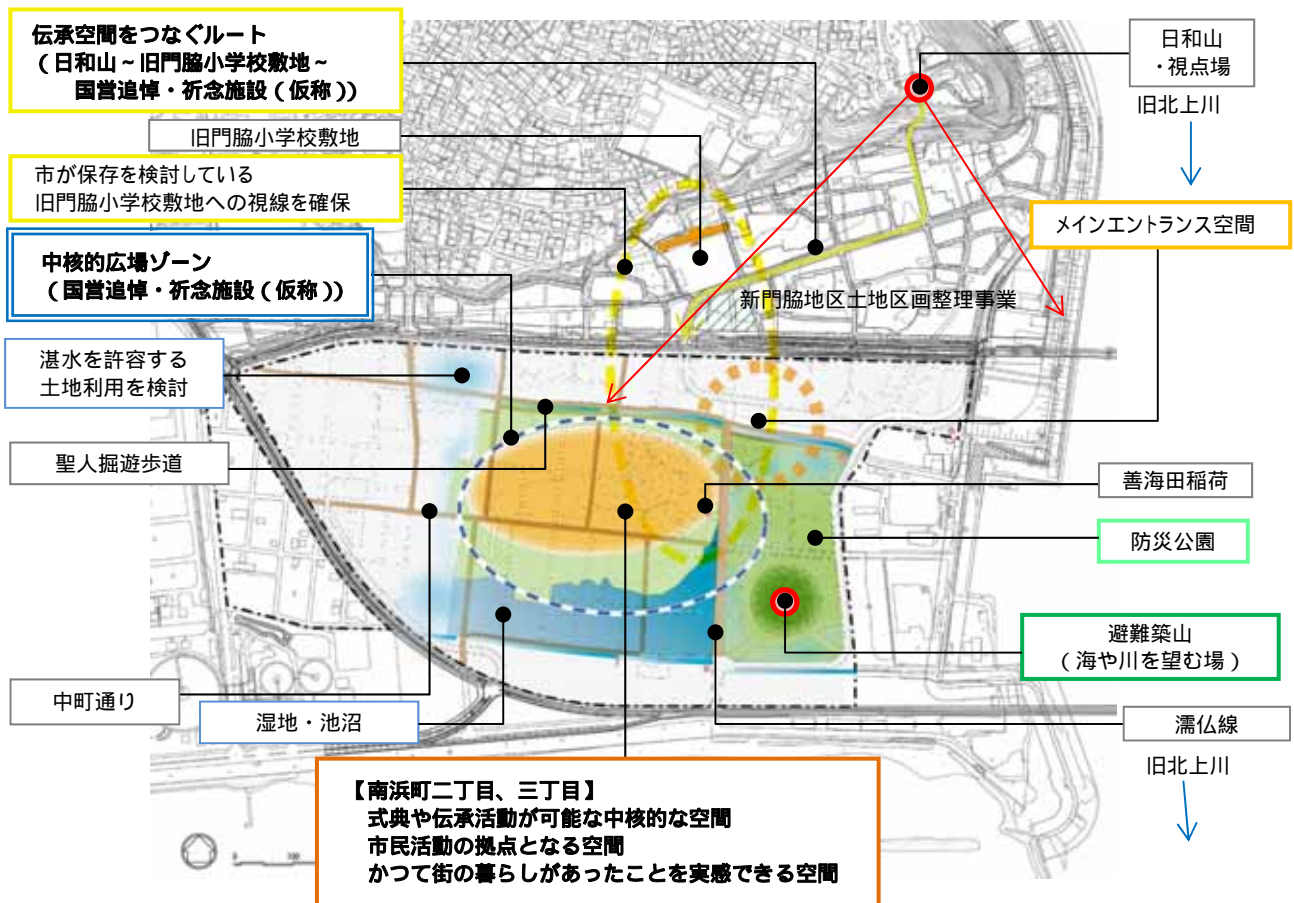 伝承空間をつなぐルート
(日和山~旧門脇小学校敷地~
国営追悼・祈念施設(仮称))
旧門脇小学校敷地
市が保存を検討している
旧門脇小学校敷地への視線を確保
中核的広場ゾーン
(国営追悼・祈念施設(仮称))
湛水を許容する
土地利用を検討
聖人掘遊歩道
中町通り
湿地・池沼
日和山
・視点場
旧北上川
メインエントランス空間
新門脇地区土地区画整理事業
善海田稲荷
防災公園
避難築山
(海や川を望む場)
濡仏線
旧北上川
【南浜町二丁目、三丁目】
式典や伝承活動が可能な中核的な空間
市民活動の拠点となる空間
かつて街の暮らしがあったことを実感できる空間
0 100